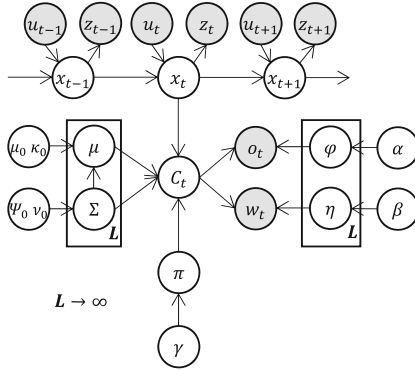 u_{t-1} z_{t-1} u_t z_t u_{t+1} z_{t+1}
x_{t-1} x_t x_{t+1}
μ_0 κ_0 μ o_t φ α
C_t
Ψ_0 ν_0 Σ w_t η β
L L
π
L → ∞
γ